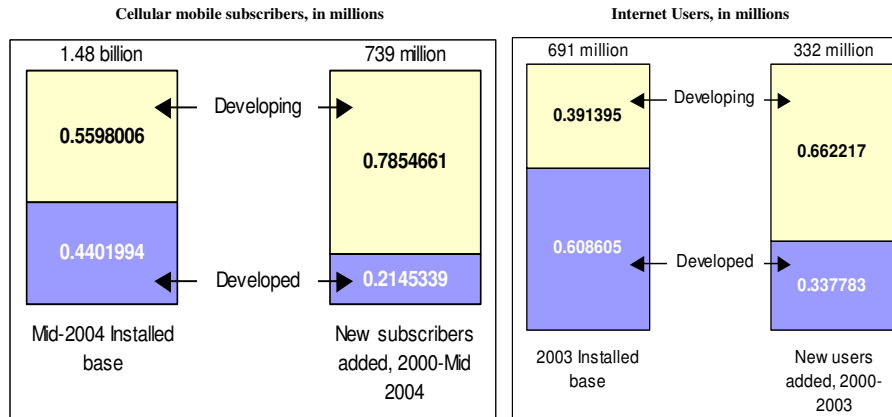 Cellular mobile subscribers, in millions
1.48 billion
739 million
Developing
0.5598006
0.7854661
0.4401994
Developed
0.2145339
Mid-2004 Installed
base
New subscribers
added, 2000-Mid
2004
Internet Users, in millions
691 million
332 million
Developing
0.391395
0.662217
0.608605
Developed
0.337783
2003 Installed
base
New users
added, 2000-
2003